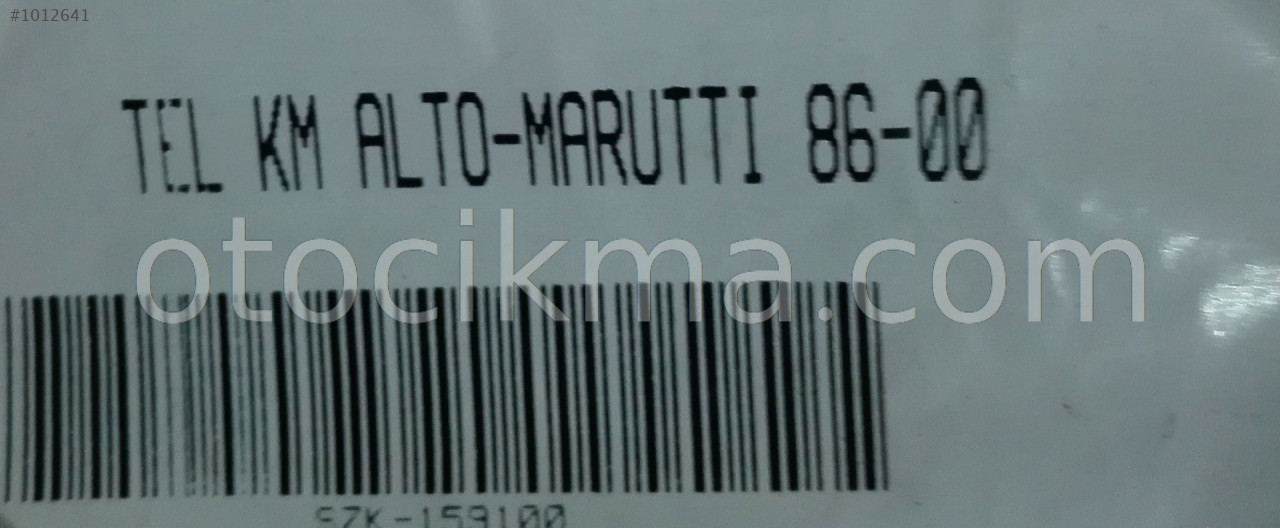 #1012641
TEL KM ALTO-MARUTTI 86-00
otocikma.com
SZK-159100